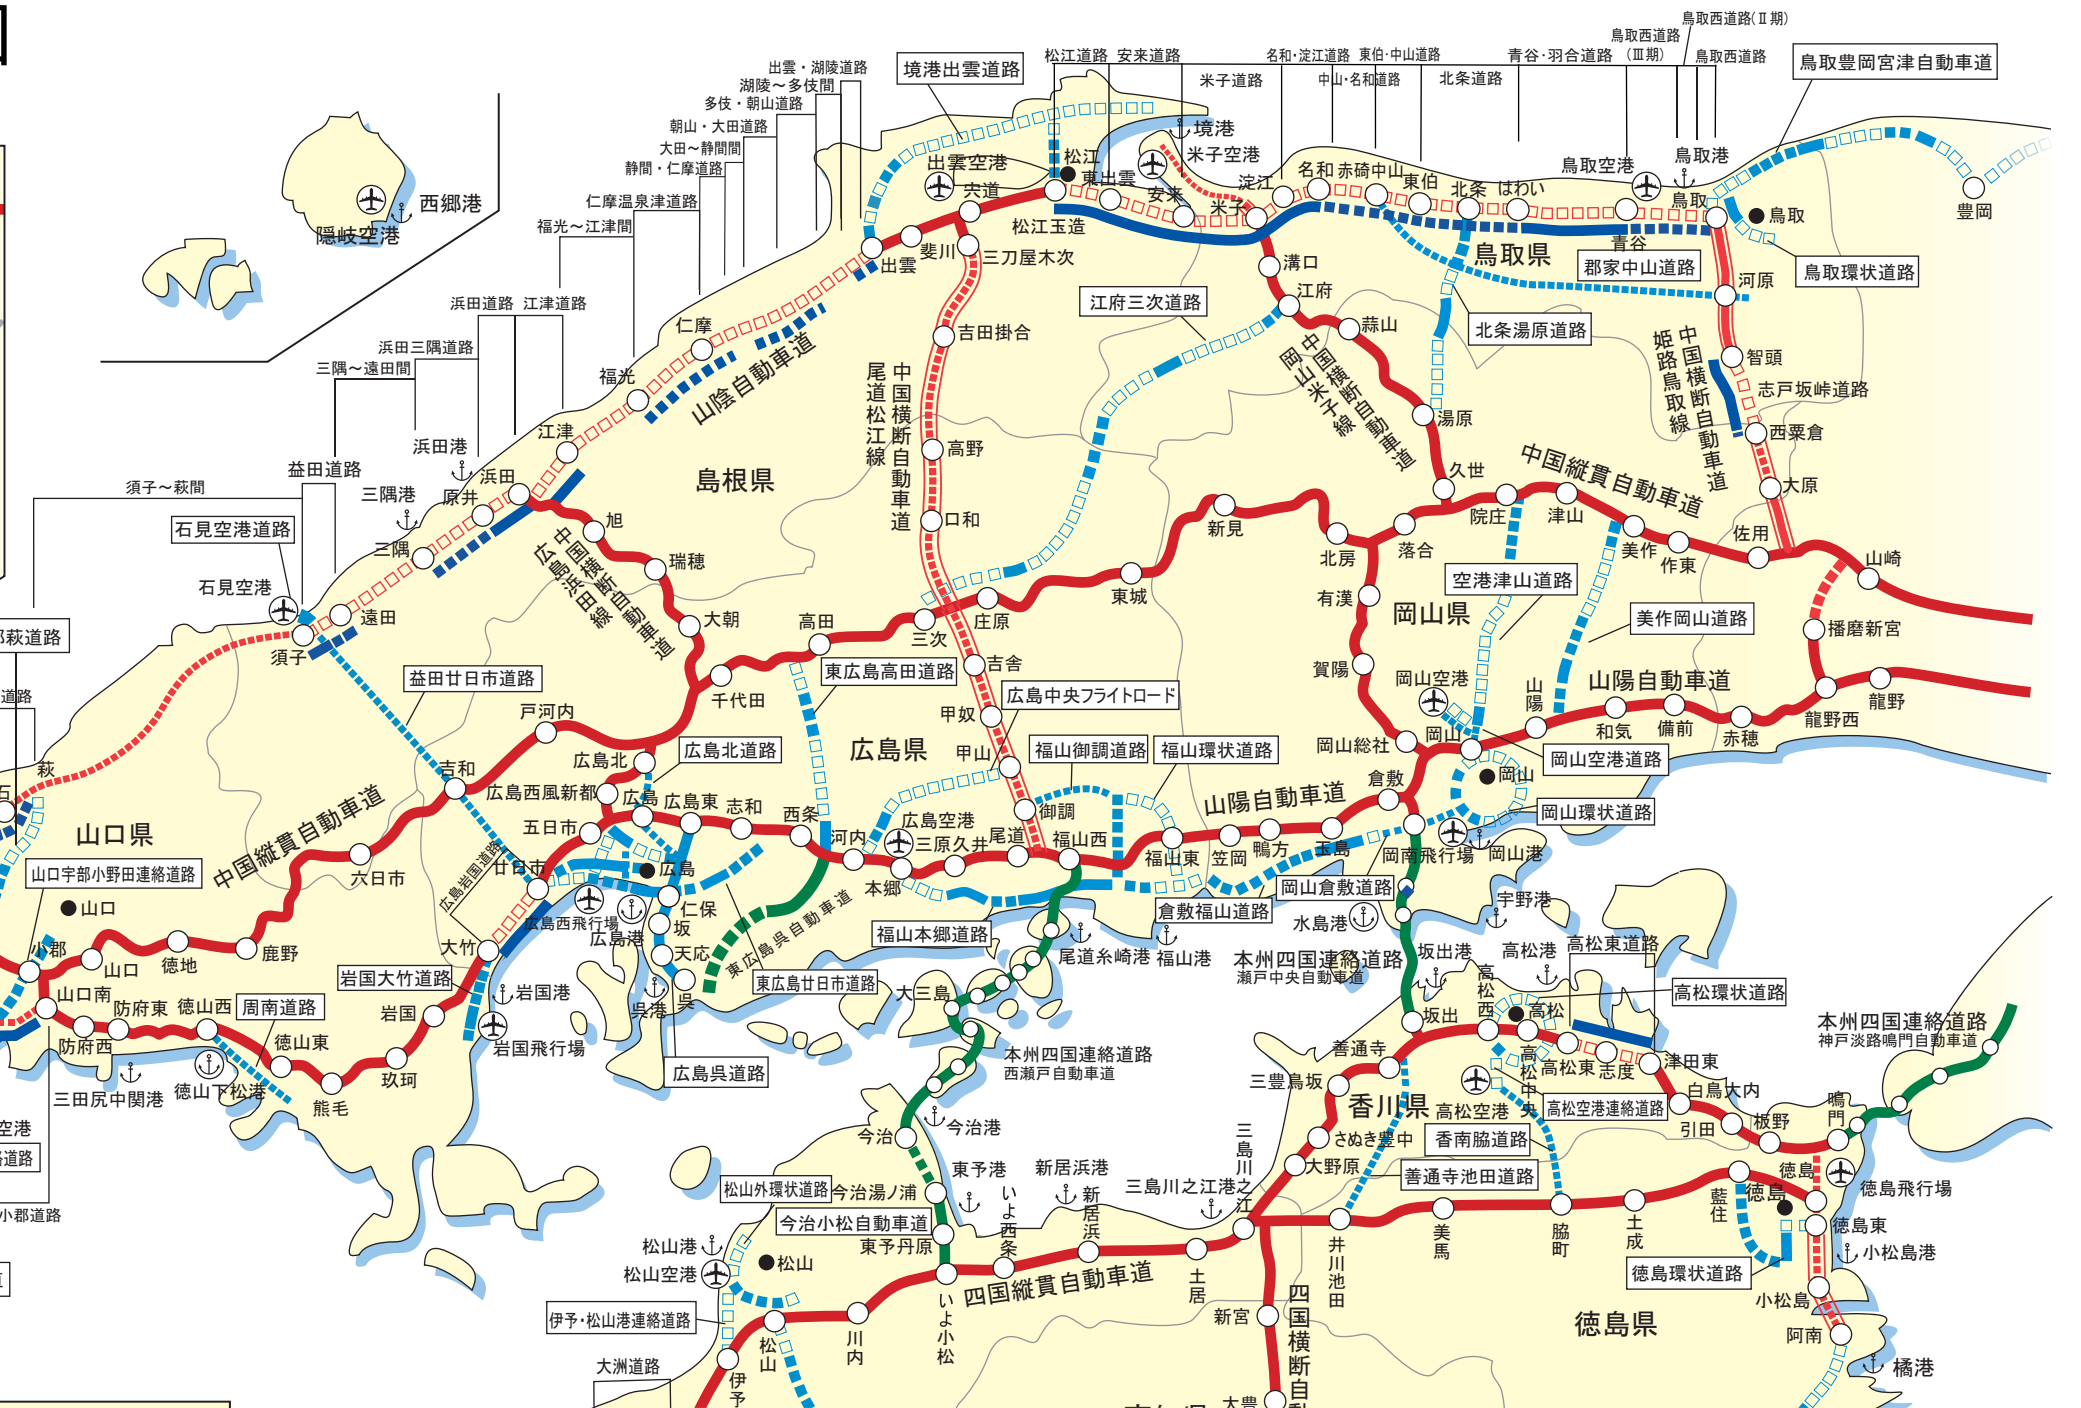 鳥取西道路(Ⅱ期)
鳥取西道路
(Ⅲ期)
鳥取西道路
松江道路
安来道路
米子道路
名和・淀江道路
中山・名和道路
東伯・中山道路
北条道路
青谷・羽合道路
鳥取豊岡宮津自動車道
境港出雲道路
出雲・湖陵道路
湖陵～多伎間
多伎・朝山道路
朝山・大田道路
大田～静間間
静間・仁摩道路
仁摩温泉津道路
福光～江津間
浜田道路
江津道路
浜田三隅道路
三隅～遠田間
益田道路
須子～萩間
石見空港道路
西郷港
隠岐空港
境港
米子空港
出雲空港
松江
東出雲
安来
米子
淀江
名和
赤碕中山
東伯
北条
はわい
鳥取空港
鳥取港
鳥取
鳥取
豊岡
宍道
松江玉造
斐川
出雲
三刀屋木次
青谷
鳥取県
郡家中山道路
鳥取環状道路
河原
溝口
江府
江府三次道路
蒜山
北条湯原道路
仁摩
吉田掛合
福光
山陰自動車道
中国横断自動車道
尾道松江線
中国横断自動車道
岡山米子線
中国横断自動車道
姫路鳥取線
智頭
志戸坂峠道路
西粟倉
大原
湯原
江津
浜田港
浜田
原井
三隅港
三隅
島根県
高野
口和
久世
中国縦貫自動車道
院庄
津山
美作
作東
佐用
山崎
新見
北房
落合
旭
瑞穂
中国横断自動車道
広島浜田線
石見空港
遠田
須子
大朝
高田
三次
庄原
東城
有漢
岡山県
空港津山道路
美作岡山道路
播磨新宮
益田廿日市道路
千代田
東広島高田道路
吉舎
賀陽
岡山空港
山陽
山陽自動車道
龍野
龍野西
和気
備前
赤穂
戸河内
広島北
広島北道路
広島県
甲奴
甲山
広島中央フライトロード
福山御調道路
福山環状道路
岡山総社
岡山
岡山
岡山空港道路
岡山環状道路
萩
吉和
広島西風新都
広島
広島東
志和
西条
河内
広島空港
三原久井
尾道
御調
福山西
山陽自動車道
倉敷
山口県
五日市
中国縦貫自動車道
六日市
広島岩国道路
廿日市
広島
本郷
福山東
笠岡
鴨方
玉島
岡南飛行場
岡山港
山口宇部小野田連絡道路
山口
小郡
山口
徳地
鹿野
大竹
広島西飛行場
広島港
仁保
坂
天応
呉
呉港
東広島呉自動車道
福山本郷道路
倉敷福山道路
岡山倉敷道路
水島港
宇野港
尾道糸崎港
福山港
岩国大竹道路
岩国港
岩国飛行場
東広島廿日市道路
大三島
本州四国連絡道路
瀬戸中央自動車道
坂出港
高松港
高松東道路
高松環状道路
高松西
高松
坂出
山口南
防府東
徳山西
周南道路
防府西
徳山東
岩国
玖珂
熊毛
三田尻中関港
徳山下松港
広島呉道路
本州四国連絡道路
西瀬戸自動車道
善通寺
三豊鳥坂
香川県
高松空港
高松中央
高松東
志度
津田東
高松空港連絡道路
白鳥大内
引田
板野
鳴門
本州四国連絡道路
神戸淡路鳴門自動車道
今治
今治港
東予港
新居浜港
三島川之江港
三島川之江
さぬき豊中
大野原
香南脇道路
善通寺池田道路
松山外環状道路
今治湯ノ浦
今治小松自動車道
東予丹原
いよ西条
新居浜
徳島
徳島
藍住
徳島飛行場
徳島東
小松島港
徳島環状道路
小松島
阿南
橘港
徳島県
井川池田
美馬
脇町
土成
松山港
松山空港
松山
伊予・松山港連絡道路
松山
川内
いよ小松
四国縦貫自動車道
土居
新宮
大豊
伊予
大洲道路